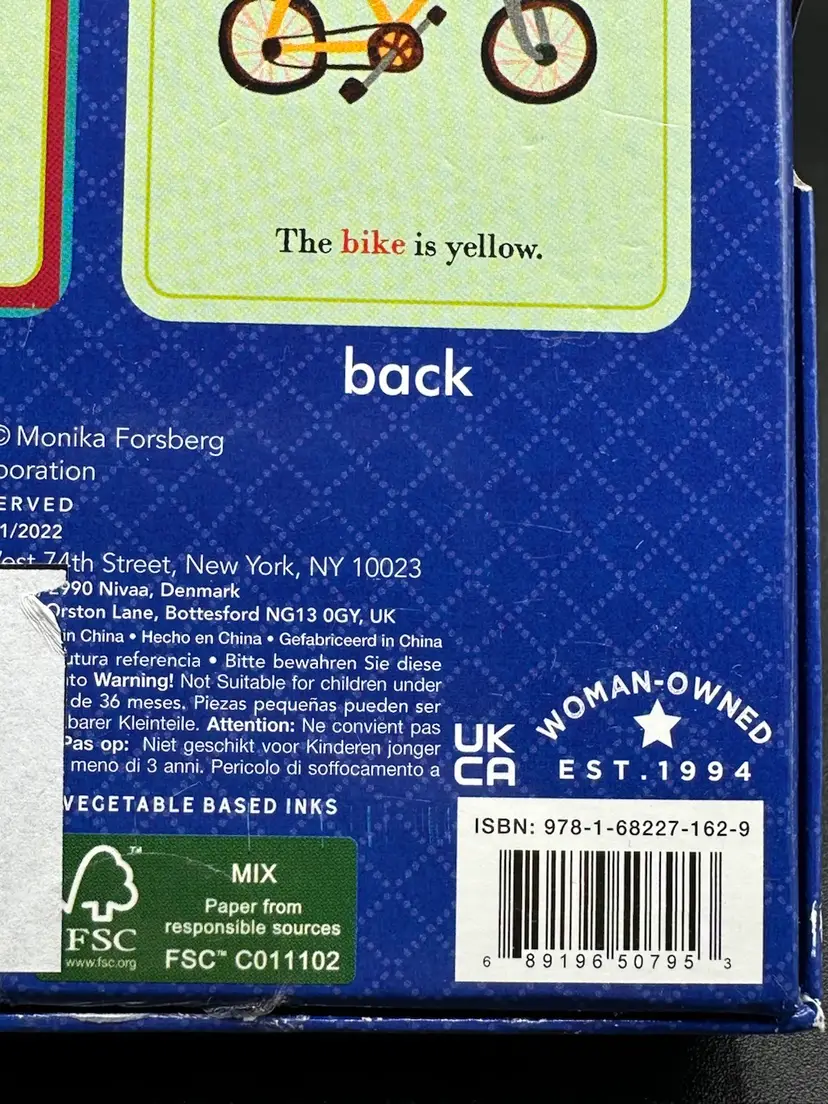 The bike is yellow.
back
© Monika Forsberg
poration
ERVED
1/2022
West 74th Street, New York, NY 10023
2990 Nivaa, Denmark
Orston Lane, Bottesford NG13 0GY, UK
in China • Hecho en China • Gefabriceerd in China
utura referencia • Bitte bewahren Sie diese
nto Warning! Not Suitable for children under
de 36 meses. Piezas pequeñas pueden ser
barer Kleinteile. Attention: Ne convient pas
Pas op: Niet geschikt voor Kinderen jonger
meno di 3 anni. Pericolo di soffocamento a
VEGETABLE BASED INKS
UK
CA
WOMAN-OWNED
EST.1994
FSC
™
www.fsc.org
MIX
Paper from
responsible sources
FSC™ C011102
ISBN: 978-1-68227-162-9
6 89196 50795 3